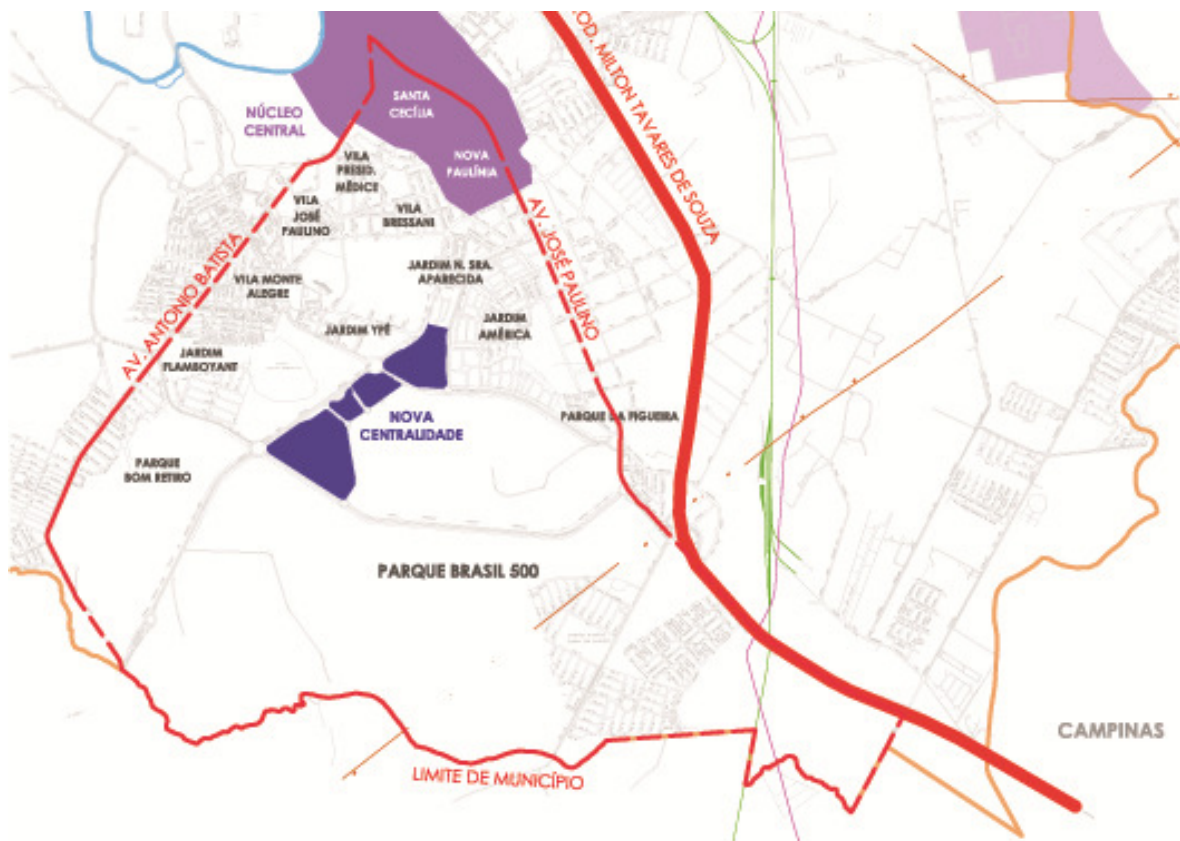 ROD. MILTON TAVARES DE SOUZA
SANTA
CECÍLIA
NÚCLEO
CENTRAL
NOVA
PAULÍNIA
VILA
PRESID.
MÉDICE
VILA
JOSÉ
PAULINO
VILA
BRESSANI
AV. JOSÉ PAULINO
AV. ANTONIO BATISTA
JARDIM N. SRA.
APARECIDA
VILA MONTE
ALEGRE
JARDIM
AMÉRICA
JARDIM YPÊ
JARDIM
FLAMBOYANT
NOVA
CENTRALIDADE
PARQUE DA FIGUEIRA
PARQUE
BOM RETIRO
PARQUE BRASIL 500
CAMPINAS
LIMITE DE MUNICÍPIO